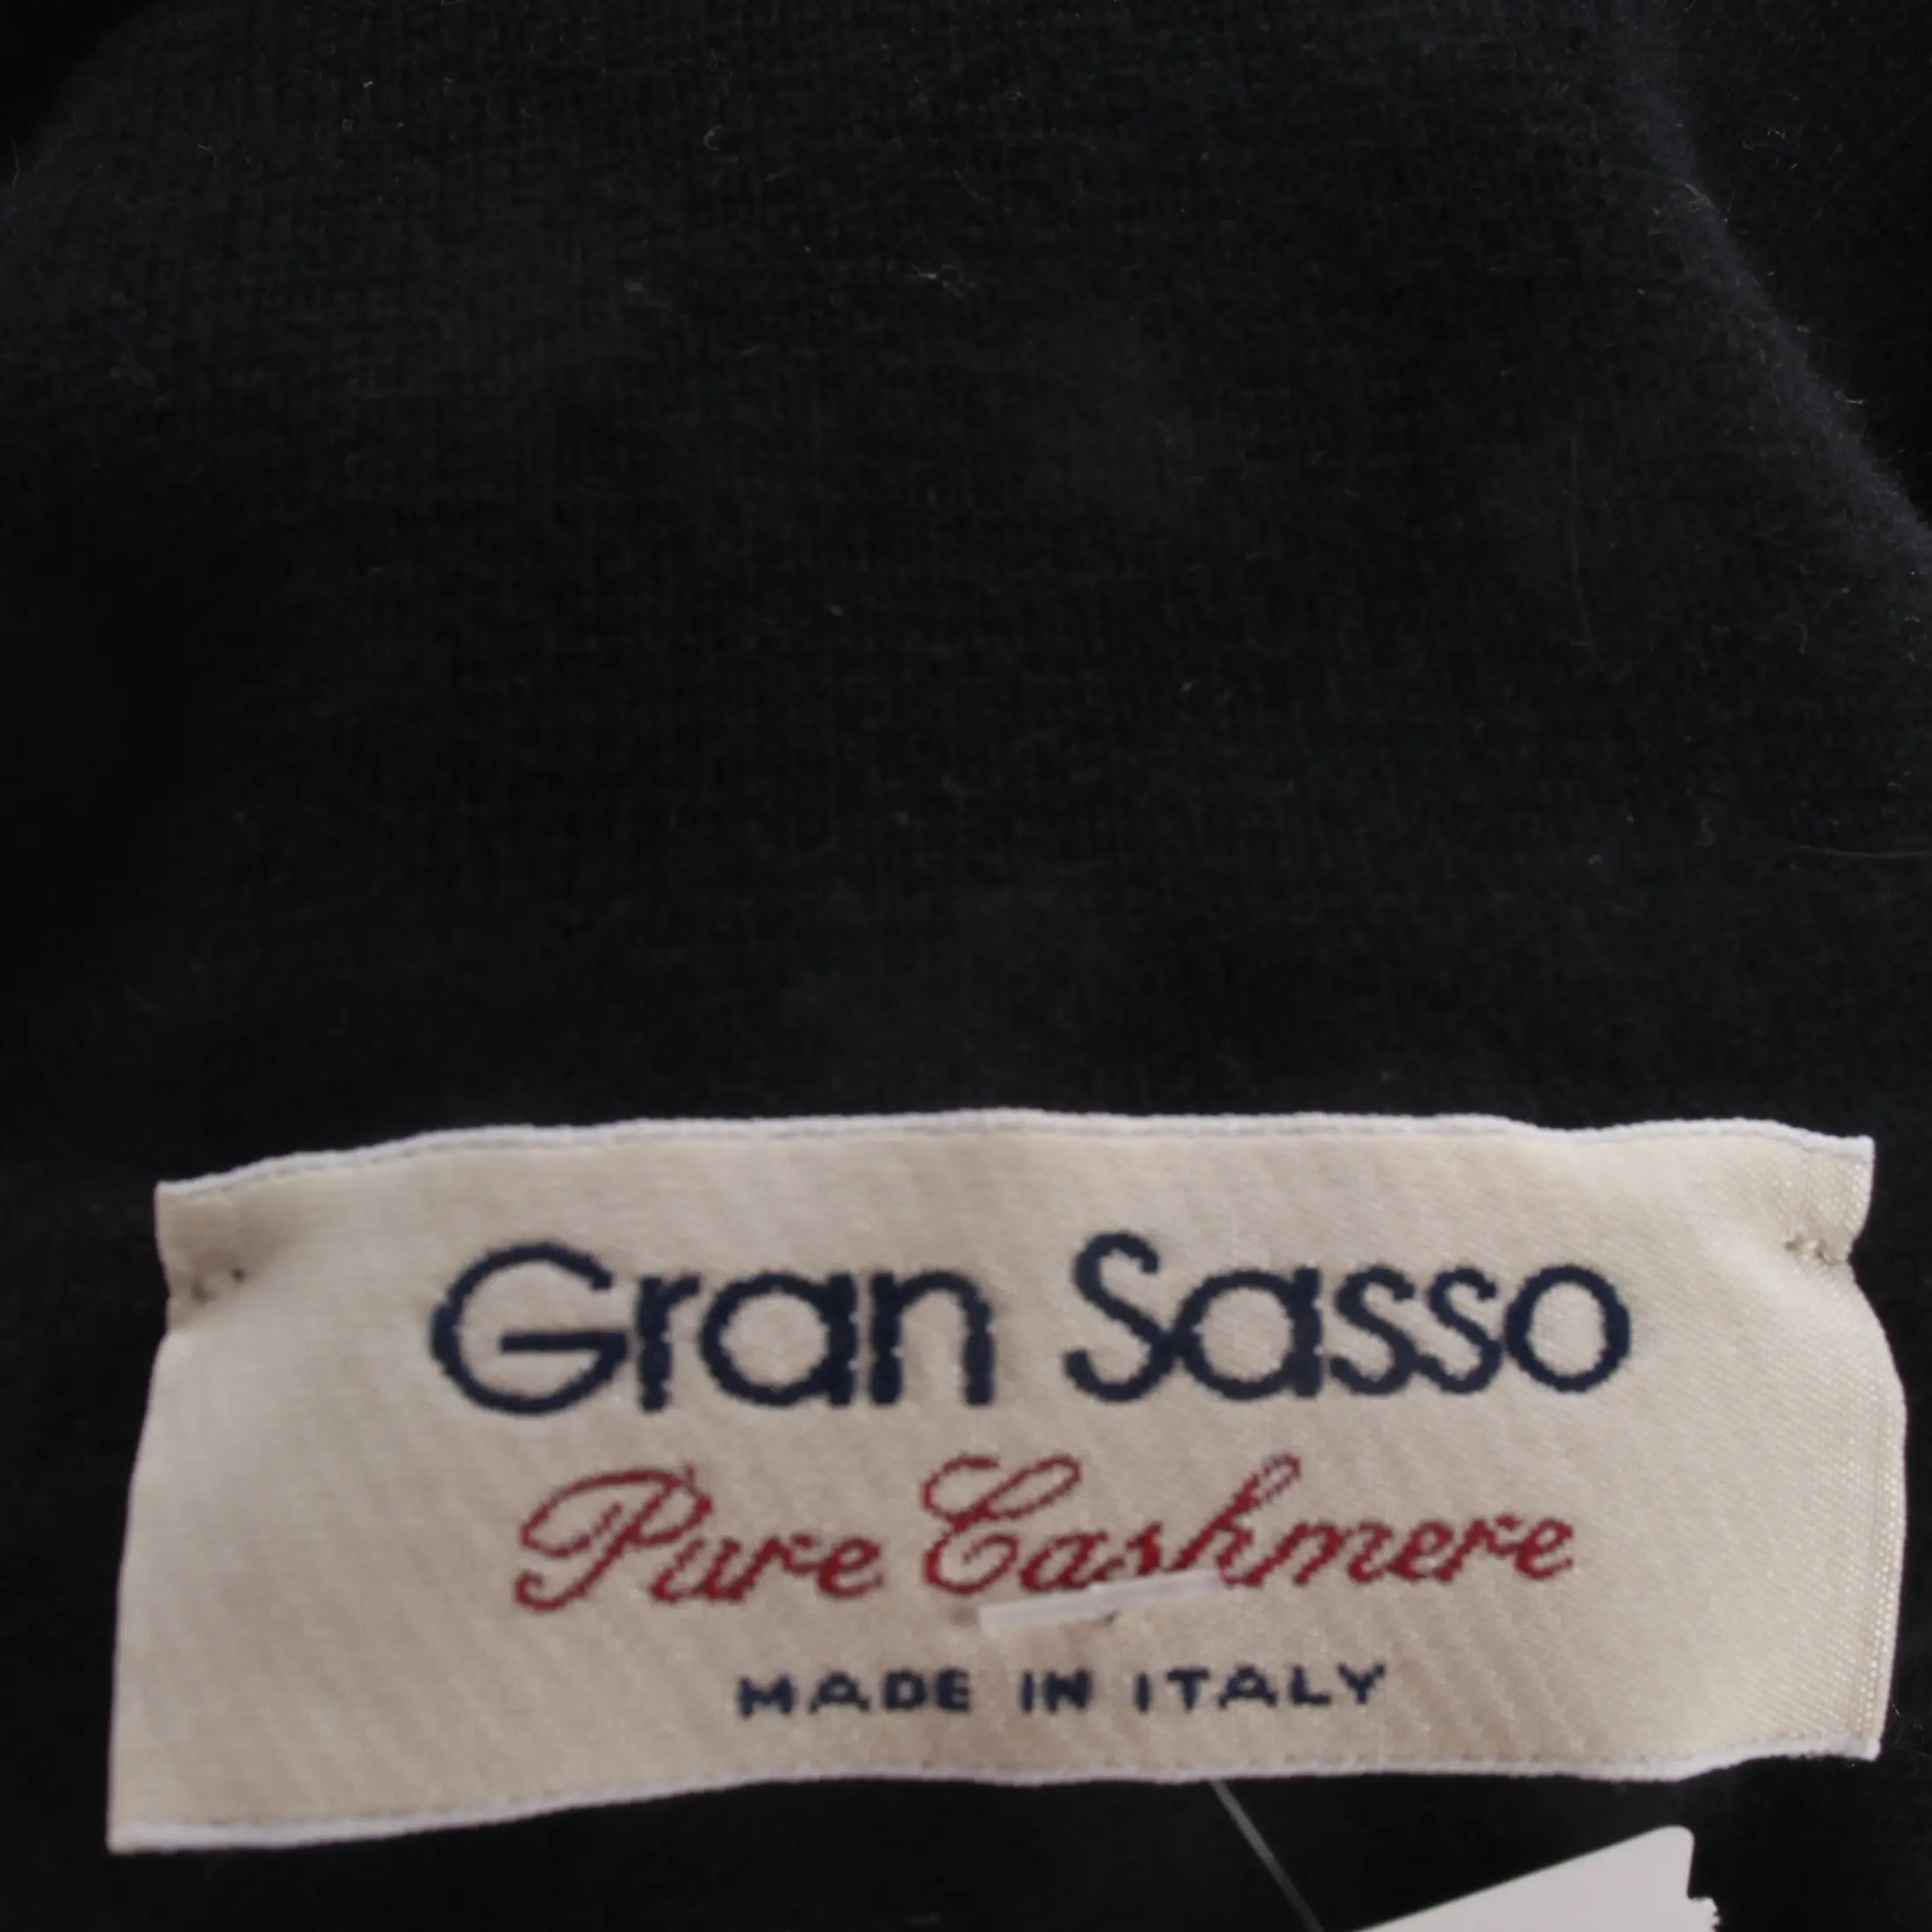 Gran Sasso
Pure Cashmere
MADE IN ITALY